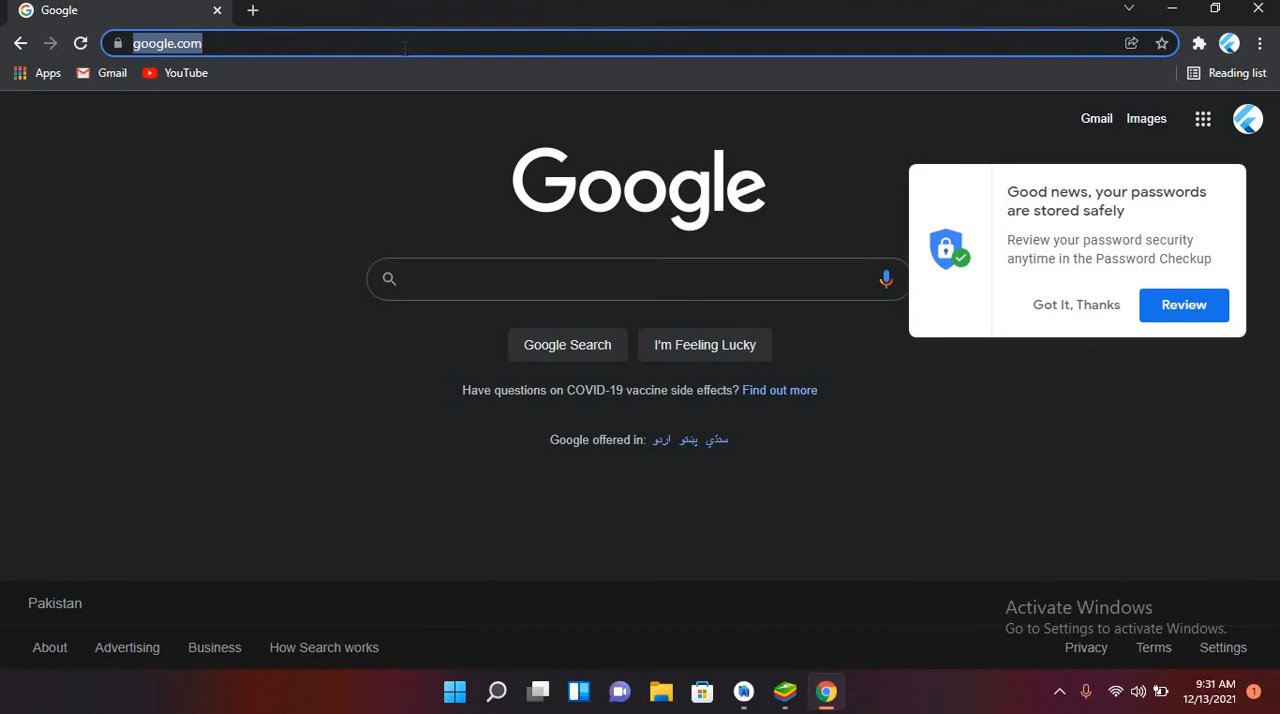 Google
google.com
Apps Gmail YouTube Reading list
Gmail Images
Google
Good news, your passwords
are stored safely
Review your password security
anytime in the Password Checkup
Got It, Thanks Review
Google Search I'm Feeling Lucky
Have questions on COVID-19 vaccine side effects? Find out more
Google offered in: اردو پښتو سنڌي
Pakistan
Activate Windows
Go to Settings to activate Windows.
About Advertising Business How Search works Privacy Terms Settings
9:31 AM
12/13/2021
1